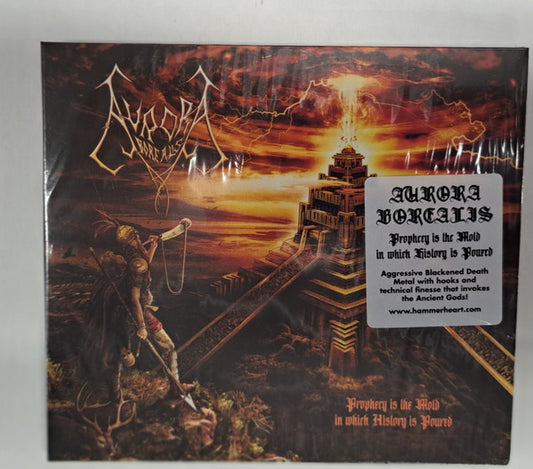 AURORA
BOREALIS
AURORA
BOREALIS
Prophecy is the Mold
in which History is Poured
Aggressive Blackened Death
Metal with hooks and
technical finesse that invokes
the Ancient Gods!
www.hammerheart.com
Prophecy is the Mold
in which History is Poured